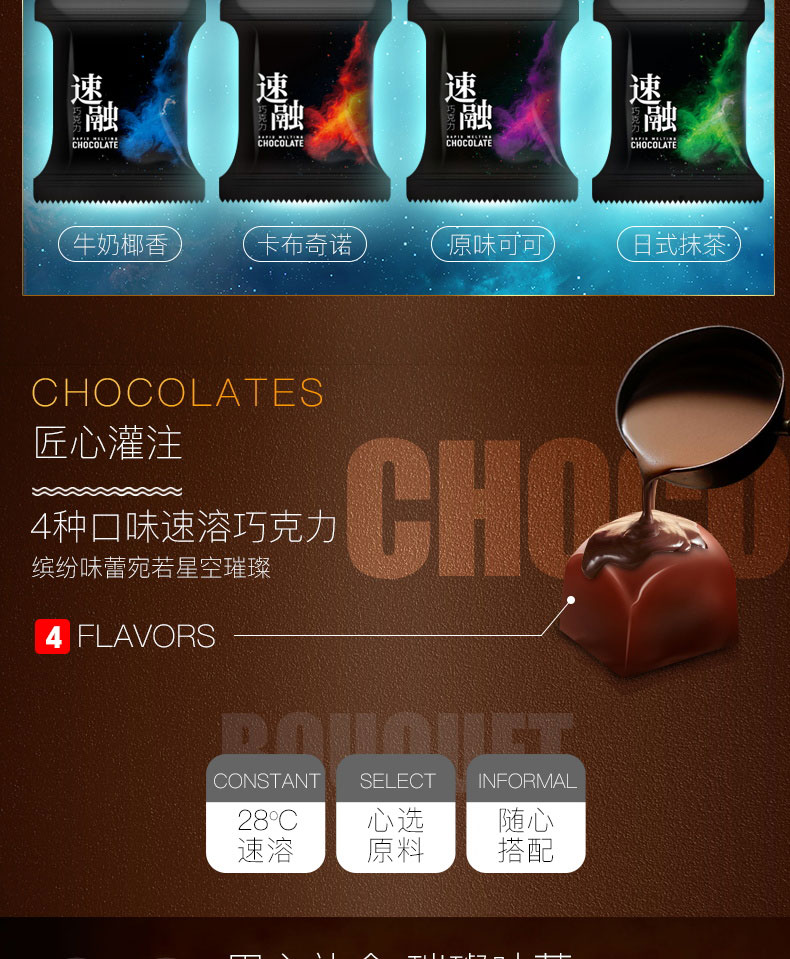 速融
巧克力
RAPID MELTING
CHOCOLATE
速融
巧克力
RAPID MELTING
CHOCOLATE
速融
巧克力
RAPID MELTING
CHOCOLATE
速融
巧克力
RAPID MELTING
CHOCOLATE
牛奶椰香
卡布奇诺
原味可可
日式抹茶
CHOCOLATES
匠心灌注
CHOCO
4种口味速溶巧克力
缤纷味蕾宛若星空璀璨
4 FLAVORS
BOUQUET
CONSTANT
28°C
速溶
SELECT
心选
原料
INFORMAL
随心
搭配